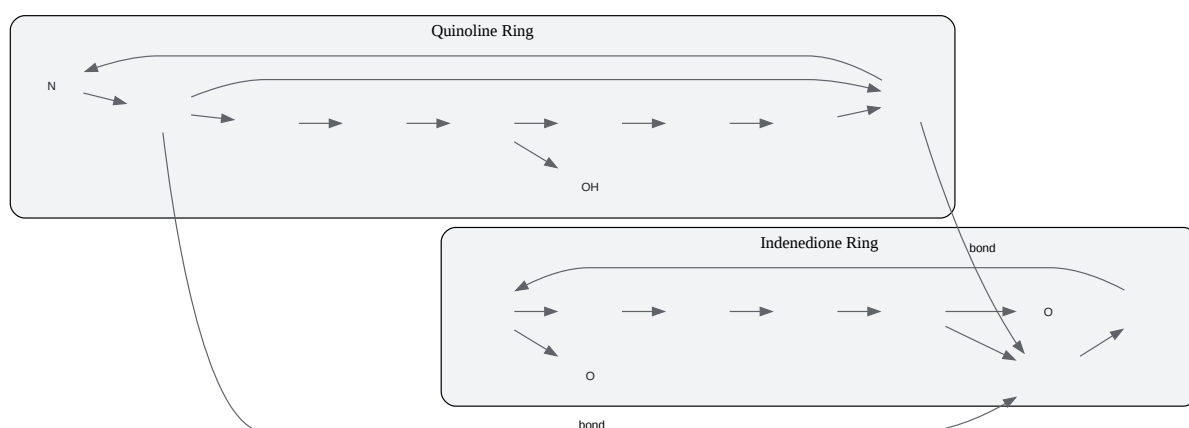 Quinoline Ring
N
OH
Indenedione Ring
bond
O
O
bond